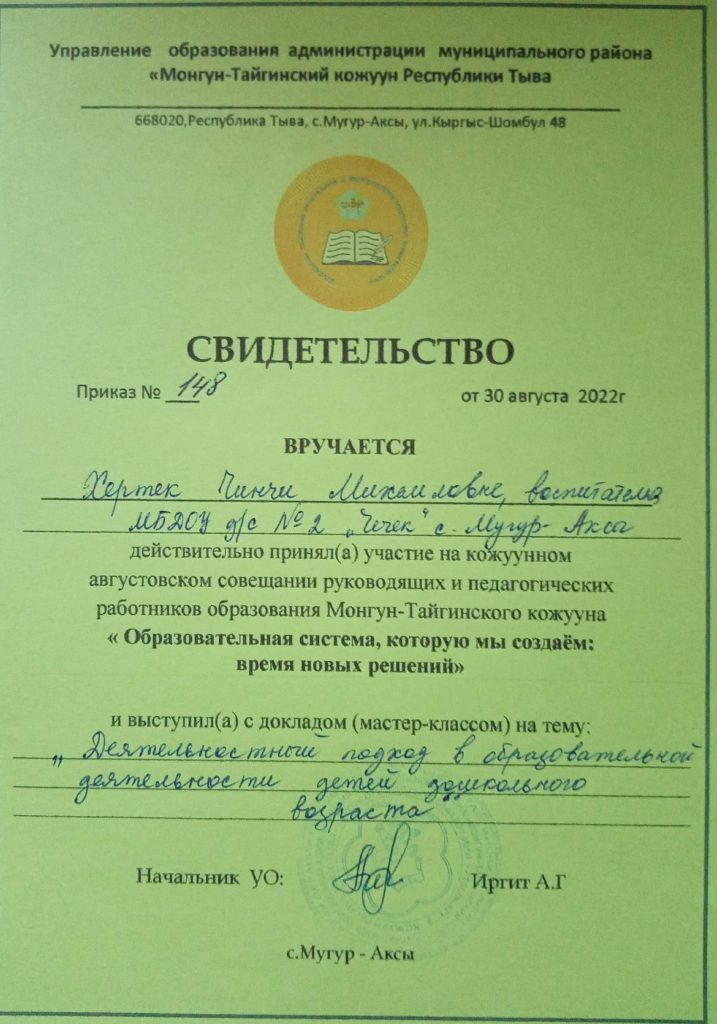 Управление образования администрации муниципального района
«Монгун-Тайгинский кожуун Республики Тыва
668020,Республика Тыва, с.Мугур-Аксы, ул.Кыргыс-Шомбул 48
СВИДЕТЕЛЬСТВО
Приказ № 148 от 30 августа 2022г
ВРУЧАЕТСЯ
Хертек Чинчи Михаиловне, воспитателю
МБДОУ д/с №2 „Чечек" с. Мугур-Аксы
действительно принял(а) участие на кожуунном
августовском совещании руководящих и педагогических
работников образования Монгун-Тайгинского кожууна
« Образовательная система, которую мы создаём:
время новых решений»
и выступил(а) с докладом (мастер-классом) на тему:
„ Деятельностный подход в образовательной
деятельности детей дошкольного
возраста"
Начальник УО: Иргит А.Г
с.Мугур - Аксы